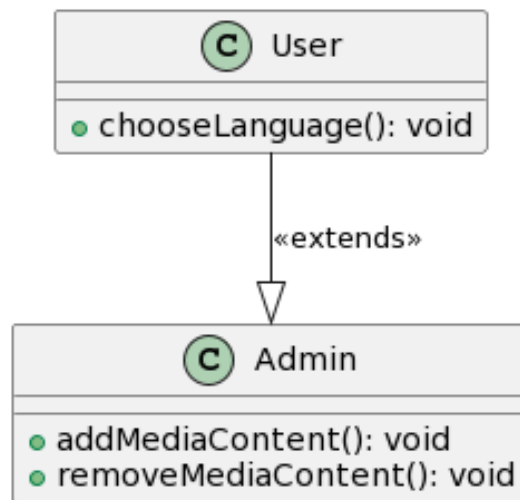 C User
chooseLanguage(): void
«extends»
C Admin
addMediaContent(): void
removeMediaContent(): void